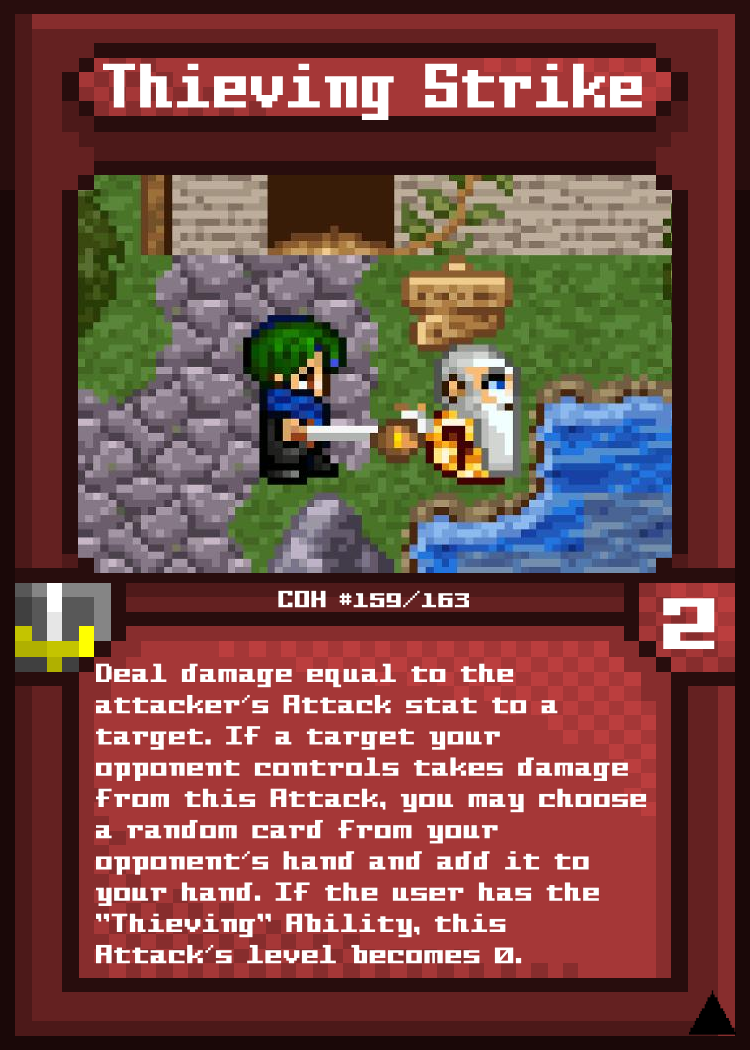 Thieving Strike
COH #159/163
2
Deal damage equal to the
attacker's Attack stat to a
target. If a target your
opponent controls takes damage
from this Attack, you may choose
a random card from your
opponent's hand and add it to
your hand. If the user has the
"Thieving" Ability, this
Attack's level becomes 0.